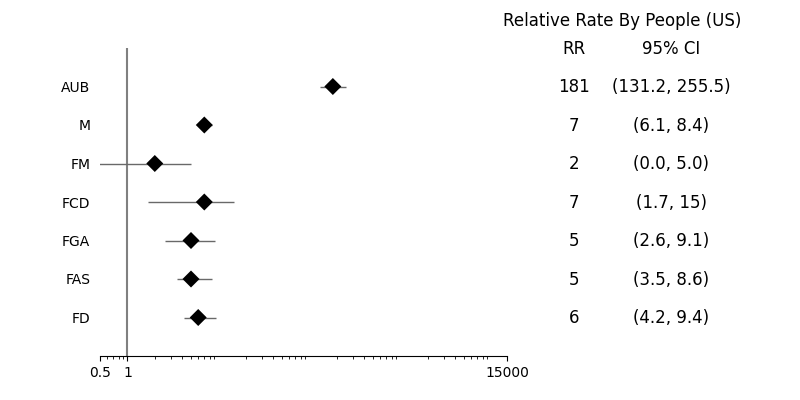 Relative Rate By People (US)
RR 95% CI
AUB 181 (131.2, 255.5)
M 7 (6.1, 8.4)
FM 2 (0.0, 5.0)
FCD 7 (1.7, 15)
FGA 5 (2.6, 9.1)
FAS 5 (3.5, 8.6)
FD 6 (4.2, 9.4)
0.5 1 15000